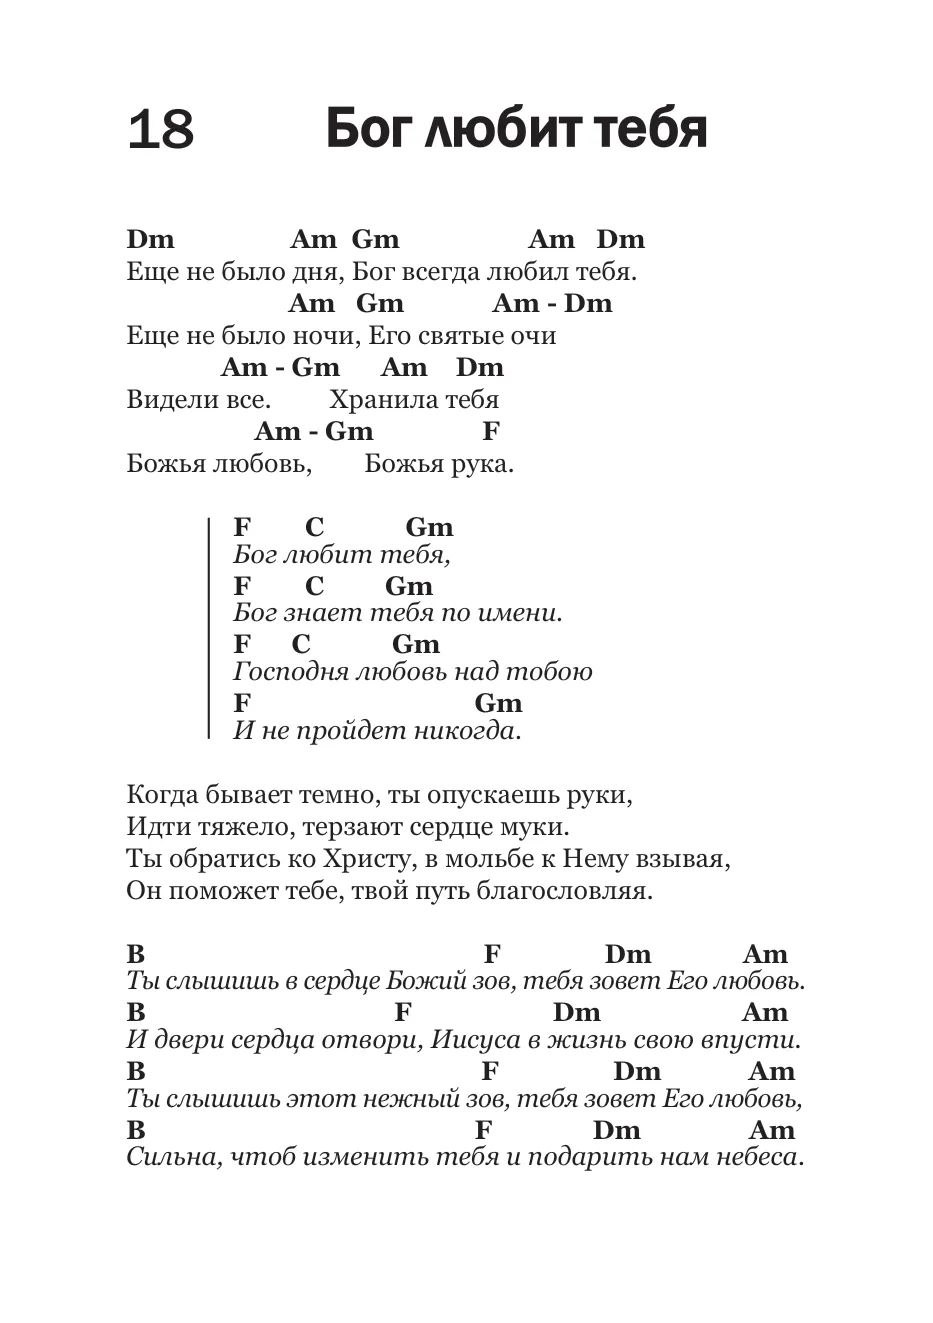 18 Бог любит тебя
Dm Am Gm Am Dm
Еще не было дня, Бог всегда любил тебя.
Am Gm Am - Dm
Еще не было ночи, Его святые очи
Am - Gm Am Dm
Видели все. Хранила тебя
Am - Gm F
Божья любовь, Божья рука.
F C Gm
Бог любит тебя,
F C Gm
Бог знает тебя по имени.
F C Gm
Господня любовь над тобою
F Gm
И не пройдет никогда.
Когда бывает темно, ты опускаешь руки,
Идти тяжело, терзают сердце муки.
Ты обратись ко Христу, в мольбе к Нему взывая,
Он поможет тебе, твой путь благословляя.
B F Dm Am
Ты слышишь в сердце Божий зов, тебя зовет Его любовь.
B F Dm Am
И двери сердца отвори, Иисуса в жизнь свою впусти.
B F Dm Am
Ты слышишь этот нежный зов, тебя зовет Его любовь,
B F Dm Am
Сильна, чтоб изменить тебя и подарить нам небеса.